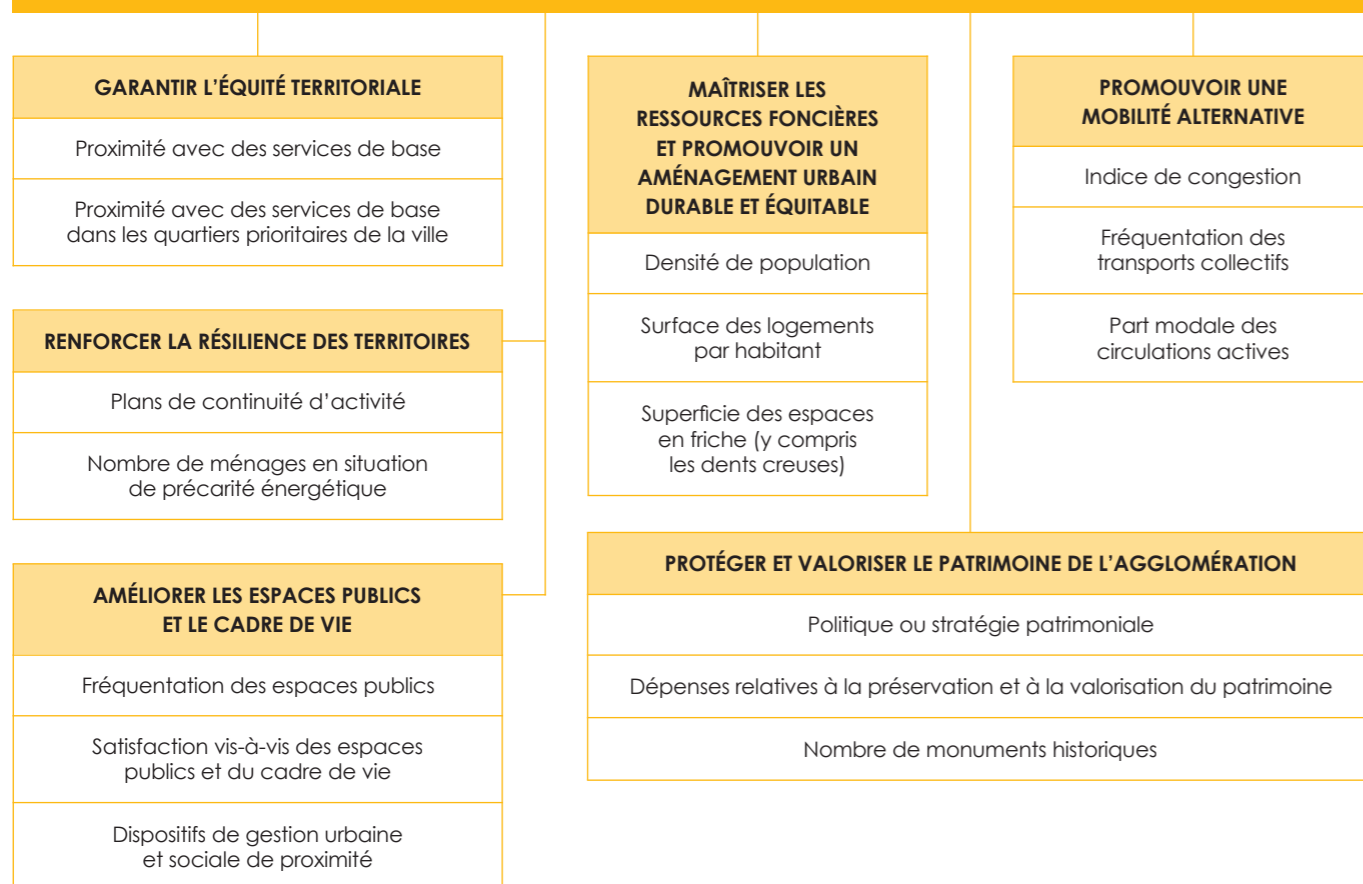 GARANTIR L'ÉQUITÉ TERRITORIALE
Proximité avec des services de base
Proximité avec des services de base
dans les quartiers prioritaires de la ville
RENFORCER LA RÉSILIENCE DES TERRITOIRES
Plans de continuité d'activité
Nombre de ménages en situation
de précarité énergétique
AMÉLIORER LES ESPACES PUBLICS
ET LE CADRE DE VIE
Fréquentation des espaces publics
Satisfaction vis-à-vis des espaces
publics et du cadre de vie
Dispositifs de gestion urbaine
et sociale de proximité
MAÎTRISER LES
RESSOURCES FONCIÈRES
ET PROMOUVOIR UN
AMÉNAGEMENT URBAIN
DURABLE ET ÉQUITABLE
Densité de population
Surface des logements
par habitant
Superficie des espaces
en friche (y compris
les dents creuses)
PROMOUVOIR UNE
MOBILITÉ ALTERNATIVE
Indice de congestion
Fréquentation des
transports collectifs
Part modale des
circulations actives
PROTÉGER ET VALORISER LE PATRIMOINE DE L'AGGLOMÉRATION
Politique ou stratégie patrimoniale
Dépenses relatives à la préservation et à la valorisation du patrimoine
Nombre de monuments historiques